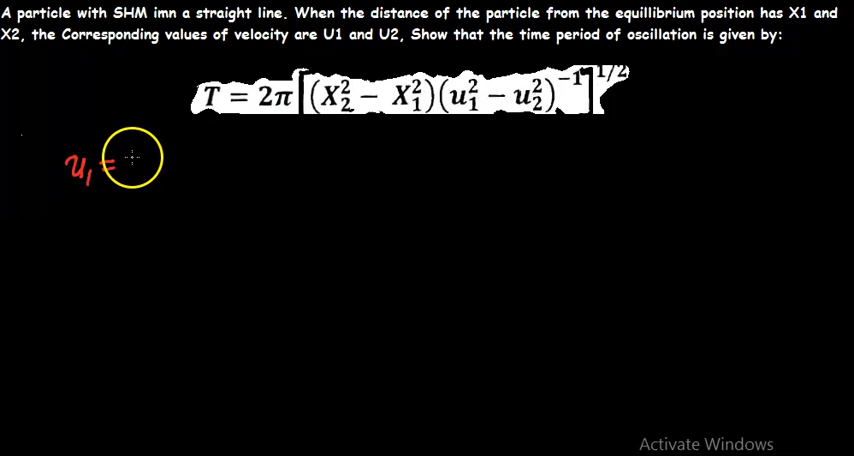 A particle with SHM imn a straight line. When the distance of the particle from the equillibrium position has X1 and
X2, the Corresponding values of velocity are U1 and U2, Show that the time period of oscillation is given by:
T = 2π[(X₂² − X₁²)(u₁² − u₂²)⁻¹]^1/2
u₁ =
Activate Windows